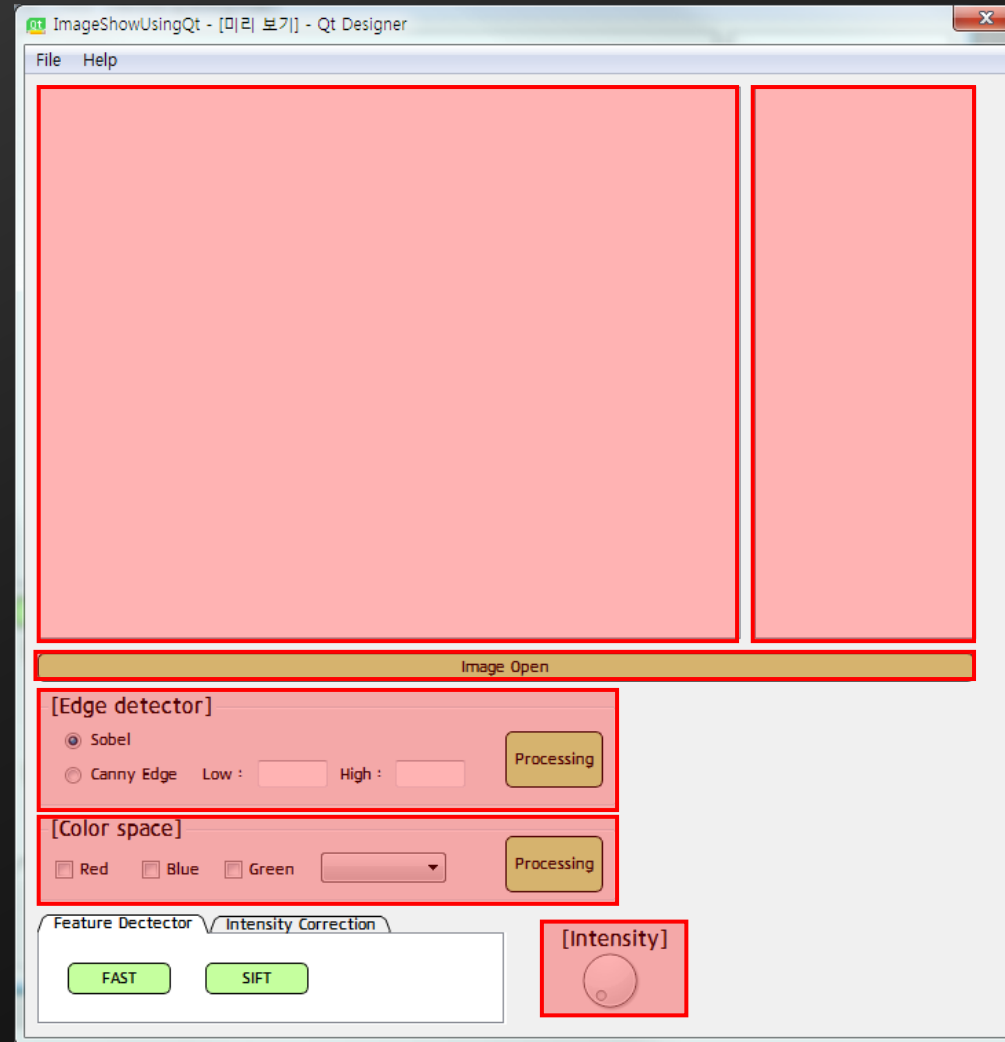 ImageShowUsingQt - [미리 보기] - Qt Designer
File Help
Image Open
[Edge detector]
Sobel
Canny Edge Low : High :
Processing
[Color space]
Red Blue Green
Processing
Feature Dectector Intensity Correction
FAST SIFT
[Intensity]